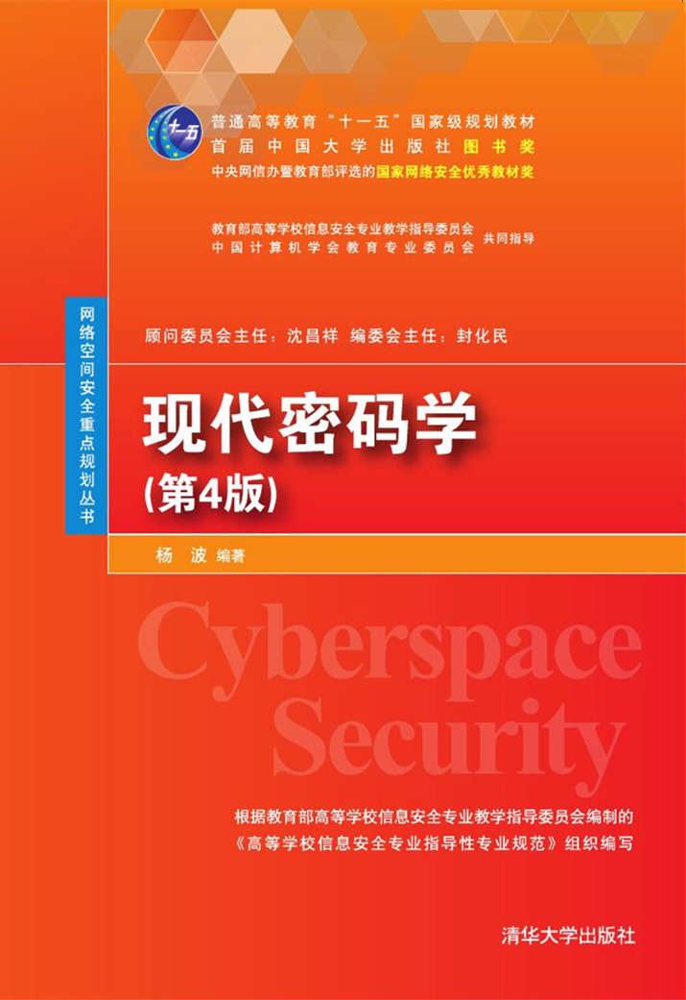 十一五
普通高等教育“十一五”国家级规划教材
首届中国大学出版社图书奖
中央网信办暨教育部评选的国家网络安全优秀教材奖
教育部高等学校信息安全专业教学指导委员会
中国计算机学会教育专业委员会
共同指导
顾问委员会主任：沈昌祥 编委会主任：封化民
网络空间安全重点规划丛书
现代密码学
(第4版)
杨 波 编著
Cyberspace
Security
根据教育部高等学校信息安全专业教学指导委员会编制的
《高等学校信息安全专业指导性专业规范》组织编写
清华大学出版社